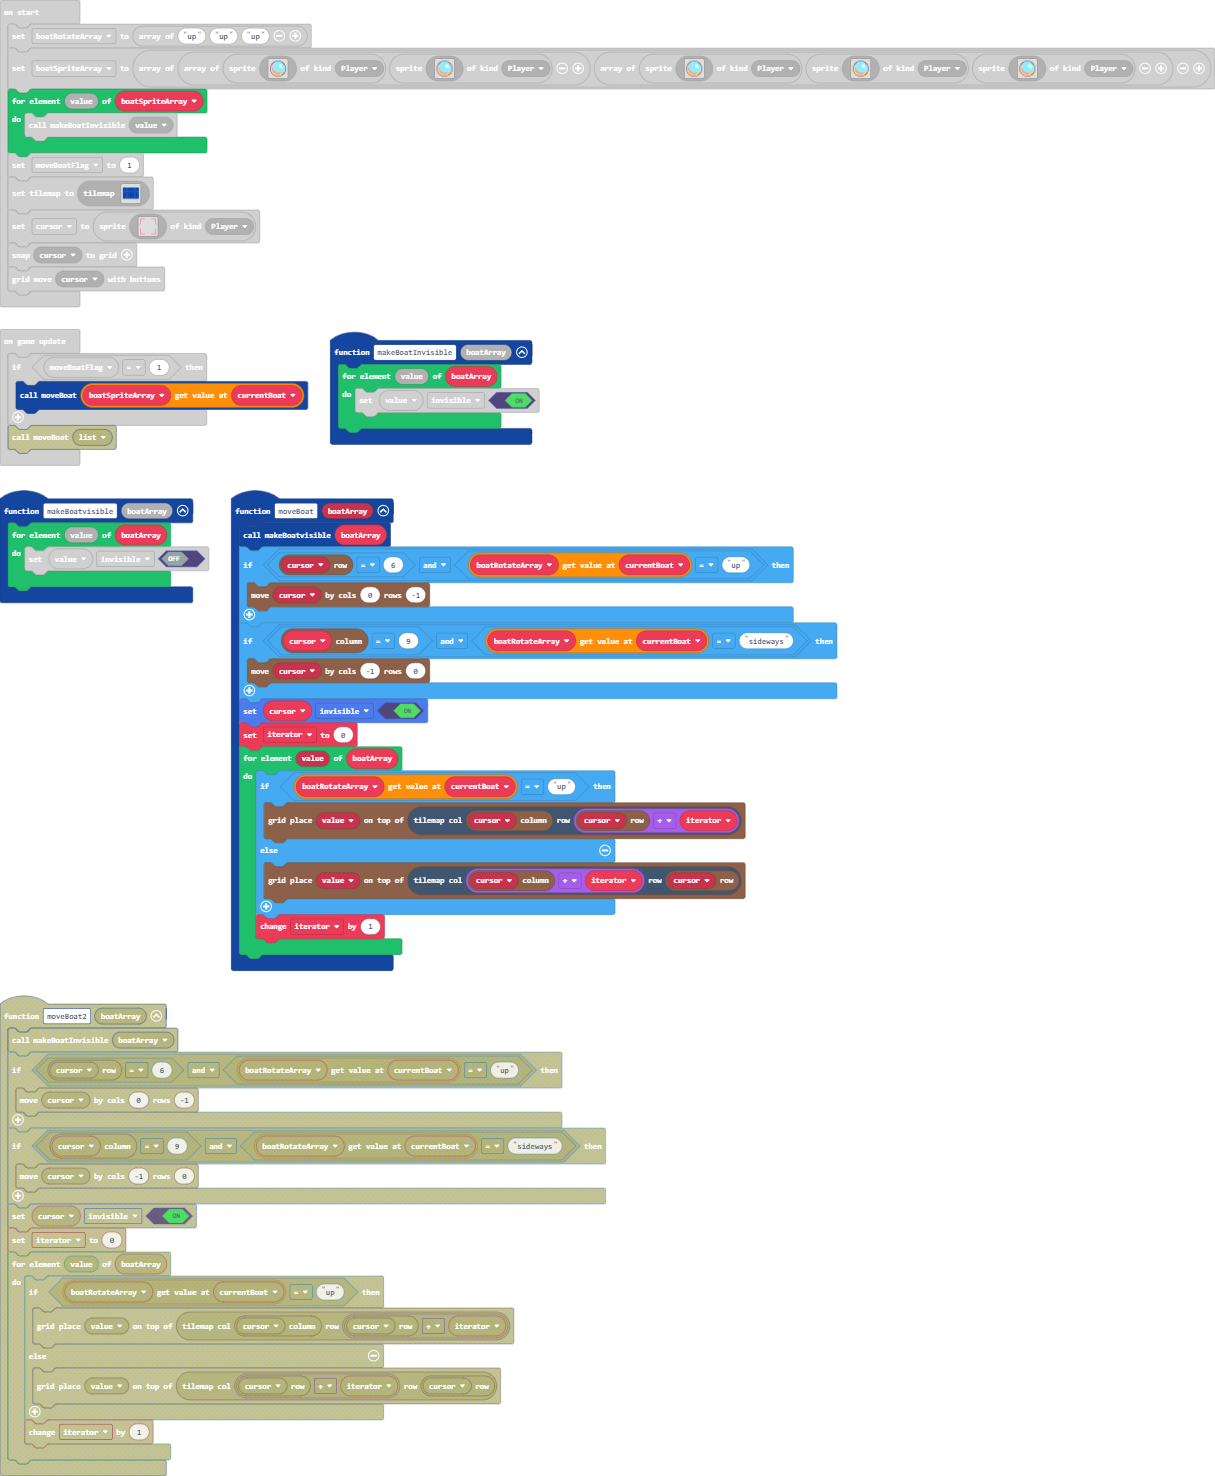 on start
set boatRotateArray to array of "up" "up" "up"
set boatSpriteArray to array of array of sprite of kind Player sprite of kind Player array of sprite of kind Player sprite of kind Player sprite of kind Player
for element value of boatSpriteArray
do
call makeBoatInvisible value
set moveBoatFlag to 1
set tilemap to tilemap
set cursor to sprite of kind Player
snap cursor to grid
grid move cursor with buttons
on game update
if moveBoatFlag = 1 then
call moveBoat boatSpriteArray get value at currentBoat
call moveBoat list
function makeBoatInvisible boatArray
for element value of boatArray
do
set value invisible ON
function makeBoatvisible boatArray
for element value of boatArray
do
set value invisible OFF
function moveBoat boatArray
call makeBoatvisible boatArray
if cursor row = 6 and boatRotateArray get value at currentBoat = "up" then
move cursor by cols 0 rows -1
if cursor column = 9 and boatRotateArray get value at currentBoat = "sideways" then
move cursor by cols -1 rows 0
set cursor invisible ON
set iterator to 0
for element value of boatArray
do
if boatRotateArray get value at currentBoat = "up" then
grid place value on top of tilemap col cursor column row cursor row + iterator
else
grid place value on top of tilemap col cursor column + iterator row cursor row
change iterator by 1
function moveBoat2 boatArray
call makeBoatInvisible boatArray
if cursor row = 6 and boatRotateArray get value at currentBoat = "up" then
move cursor by cols 0 rows -1
if cursor column = 9 and boatRotateArray get value at currentBoat = "sideways" then
move cursor by cols -1 rows 0
set cursor invisible ON
set iterator to 0
for element value of boatArray
do
if boatRotateArray get value at currentBoat = "up" then
grid place value on top of tilemap col cursor column row cursor row + iterator
else
grid place value on top of tilemap col cursor row + iterator row cursor row
change iterator by 1